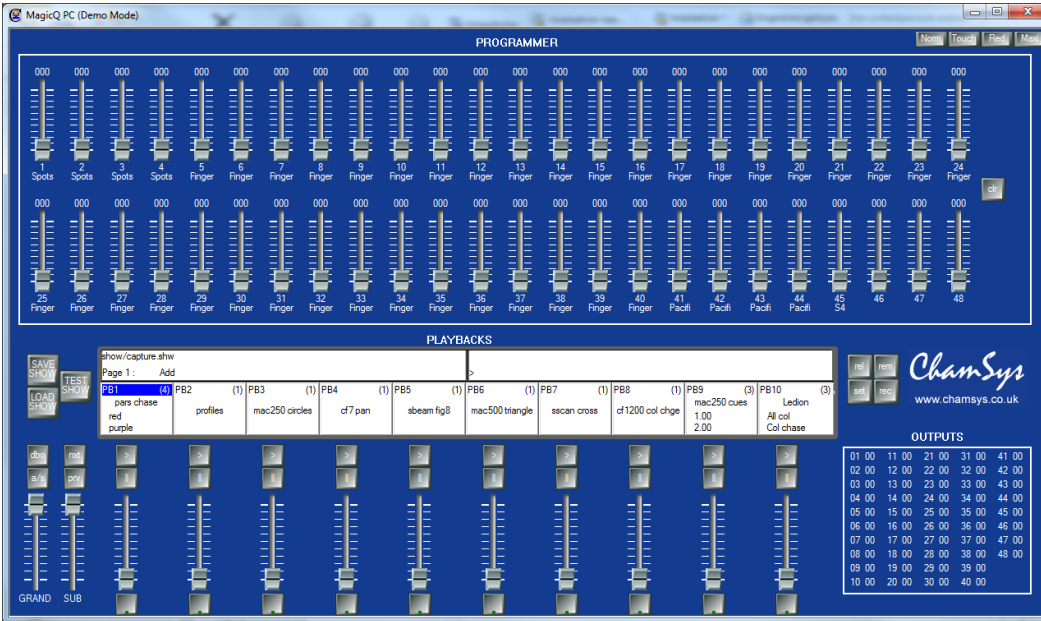 MagicQ PC (Demo Mode)
PROGRAMMER
Norm Touch Red. Maxi
000 000 000 000 000 000 000 000 000 000 000 000 000 000 000 000 000 000 000 000 000 000 000 000
1 2 3 4 5 6 7 8 9 10 11 12 13 14 15 16 17 18 19 20 21 22 23 24
Spots Spots Spots Spots Finger Finger Finger Finger Finger Finger Finger Finger Finger Finger Finger Finger Finger Finger Finger Finger Finger Finger Finger Finger
clr
000 000 000 000 000 000 000 000 000 000 000 000 000 000 000 000 000 000 000 000 000 000 000 000
25 26 27 28 29 30 31 32 33 34 35 36 37 38 39 40 41 42 43 44 45 46 47 48
Finger Finger Finger Finger Finger Finger Finger Finger Finger Finger Finger Finger Finger Finger Finger Finger Pacifi Pacifi Pacifi Pacifi S4
PLAYBACKS
SAVE SHOW
TEST SHOW
LOAD SHOW
show/capture.shw
Page 1 : Add
>
PB1 (4) PB2 (1) PB3 (1) PB4 (1) PB5 (1) PB6 (1) PB7 (1) PB8 (1) PB9 (3) PB10 (3)
pars chase profiles mac250 circles cf7 pan sbeam fig8 mac500 triangle sscan cross cf1200 col chge mac250 cues Ledion
red 1.00 All col
purple 2.00 Col chase
rel rem
set rec
ChamSys
www.chamsys.co.uk
dbo nxt > > > > > > > > > >
a/s prv
GRAND SUB
OUTPUTS
01 00 11 00 21 00 31 00 41 00
02 00 12 00 22 00 32 00 42 00
03 00 13 00 23 00 33 00 43 00
04 00 14 00 24 00 34 00 44 00
05 00 15 00 25 00 35 00 45 00
06 00 16 00 26 00 36 00 46 00
07 00 17 00 27 00 37 00 47 00
08 00 18 00 28 00 38 00 48 00
09 00 19 00 29 00 39 00
10 00 20 00 30 00 40 00